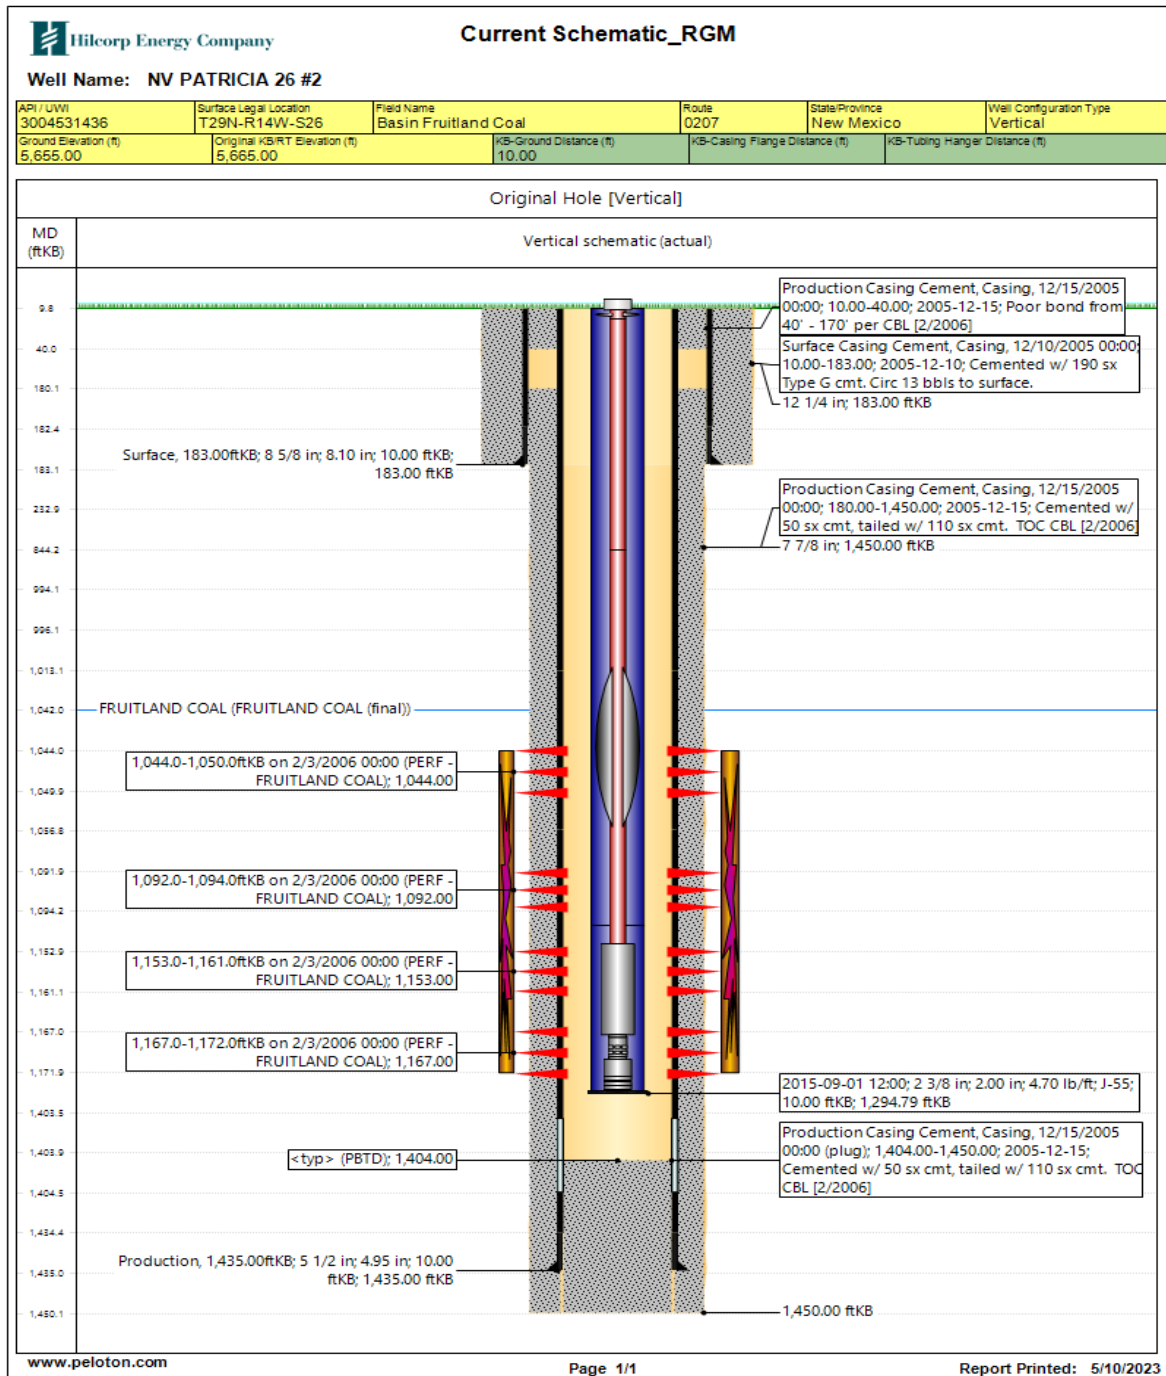 Hilcorp Energy Company
Current Schematic_RGM
Well Name: NV PATRICIA 26 #2
API / UWI
3004531436
Surface Legal Location
T29N-R14W-S26
Field Name
Basin Fruitland Coal
Route
0207
State/Province
New Mexico
Well Configuration Type
Vertical
Ground Elevation (ft)
5,655.00
Original KB/RT Elevation (ft)
5,665.00
KB-Ground Distance (ft)
10.00
KB-Casing Flange Distance (ft)
KB-Tubing Hanger Distance (ft)
Original Hole [Vertical]
MD
(ftKB)
Vertical schematic (actual)
9.8
40.0
180.1
182.4
183.1
232.9
844.2
994.1
996.1
1,013.1
1,042.0
1,044.0
1,049.9
1,056.8
1,091.9
1,094.2
1,152.9
1,161.1
1,167.0
1,171.9
1,403.5
1,403.9
1,404.5
1,434.4
1,435.0
1,450.1
Production Casing Cement, Casing, 12/15/2005
00:00; 10.00-40.00; 2005-12-15; Poor bond from
40' - 170' per CBL [2/2006]
Surface Casing Cement, Casing, 12/10/2005 00:00;
10.00-183.00; 2005-12-10; Cemented w/ 190 sx
Type G cmt. Circ 13 bbls to surface.
12 1/4 in; 183.00 ftKB
Surface, 183.00ftKB; 8 5/8 in; 8.10 in; 10.00 ftKB;
183.00 ftKB
Production Casing Cement, Casing, 12/15/2005
00:00; 180.00-1,450.00; 2005-12-15; Cemented w/
50 sx cmt, tailed w/ 110 sx cmt. TOC CBL [2/2006]
7 7/8 in; 1,450.00 ftKB
FRUITLAND COAL (FRUITLAND COAL (final))
1,044.0-1,050.0ftKB on 2/3/2006 00:00 (PERF -
FRUITLAND COAL); 1,044.00
1,092.0-1,094.0ftKB on 2/3/2006 00:00 (PERF -
FRUITLAND COAL); 1,092.00
1,153.0-1,161.0ftKB on 2/3/2006 00:00 (PERF -
FRUITLAND COAL); 1,153.00
1,167.0-1,172.0ftKB on 2/3/2006 00:00 (PERF -
FRUITLAND COAL); 1,167.00
2015-09-01 12:00; 2 3/8 in; 2.00 in; 4.70 lb/ft; J-55;
10.00 ftKB; 1,294.79 ftKB
<typ> (PBTD); 1,404.00
Production Casing Cement, Casing, 12/15/2005
00:00 (plug); 1,404.00-1,450.00; 2005-12-15;
Cemented w/ 50 sx cmt, tailed w/ 110 sx cmt. TOC
CBL [2/2006]
Production, 1,435.00ftKB; 5 1/2 in; 4.95 in; 10.00
ftKB; 1,435.00 ftKB
1,450.00 ftKB
www.peloton.com
Page 1/1
Report Printed: 5/10/2023